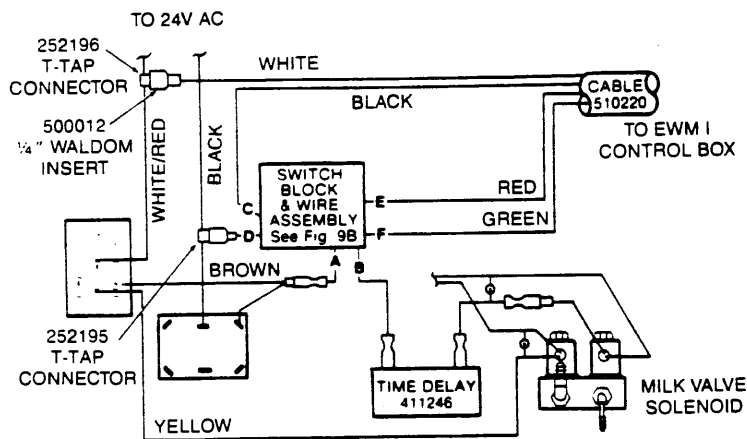 TO 24V AC
252196
T-TAP
CONNECTOR
WHITE
BLACK
CABLE
510220
TO EWM I
CONTROL BOX
500012
¼" WALDOM
INSERT
WHITE/RED
BLACK
SWITCH
BLOCK
& WIRE
ASSEMBLY
See Fig 9B
C
D
E
F
A
B
RED
GREEN
BROWN
252195
T-TAP
CONNECTOR
TIME DELAY
411246
MILK VALVE
SOLENOID
YELLOW